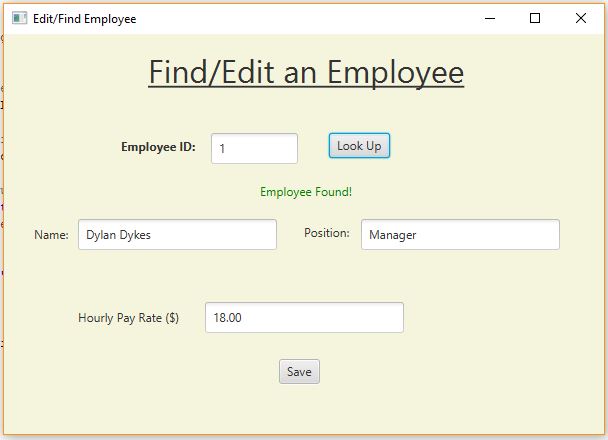 Edit/Find Employee
Find/Edit an Employee
Employee ID: 1 Look Up
Employee Found!
Name: Dylan Dykes Position: Manager
Hourly Pay Rate ($) 18.00
Save